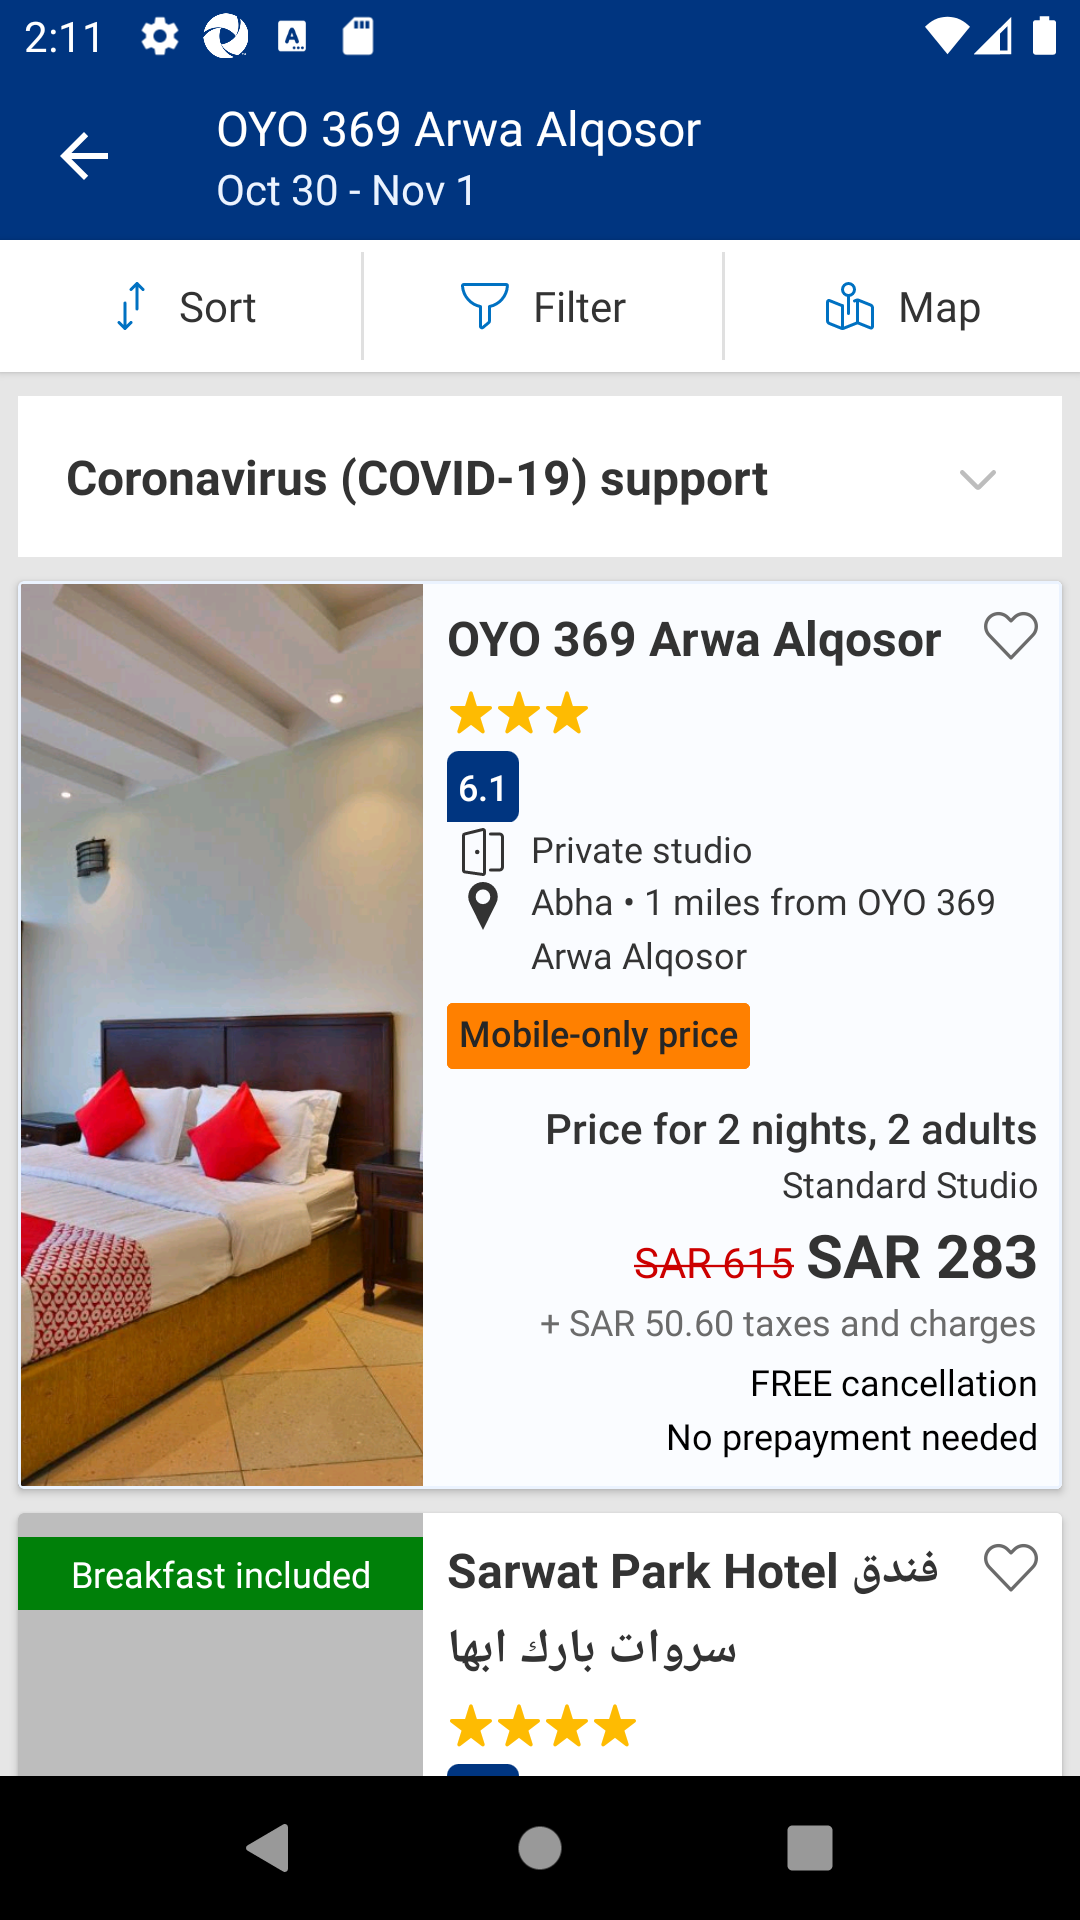 2:11
OYO 369 Arwa Alqosor
Oct 30 - Nov 1
Sort
Filter
Map
Coronavirus (COVID-19) support
OYO 369 Arwa Alqosor
6.1
Private studio
Abha • 1 miles from OYO 369
Arwa Alqosor
Mobile-only price
Price for 2 nights, 2 adults
Standard Studio
SAR 615 SAR 283
+ SAR 50.60 taxes and charges
FREE cancellation
No prepayment needed
Breakfast included
Sarwat Park Hotel فندق
سروات بارك ابها